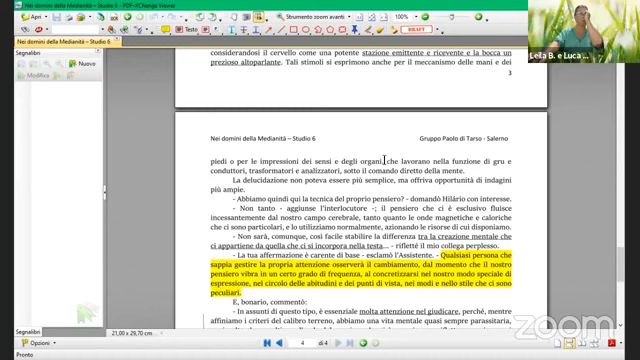 Nei domini della Medianità – Studio 6 - PDF-XChange Viewer
Strumento zoom avanti
100%
Testo
DRAFT
Nei domini della Medianità – Studio 6
Segnalibri
Nuovo
Modifica
considerandosi il cervello come una potente stazione emittente e ricevente e la bocca un
prezioso altoparlante. Tali stimoli si esprimono anche per il meccanismo delle mani e dei
3
Nei domini della Medianità – Studio 6 Gruppo Paolo di Tarso - Salerno
piedi o per le impressioni dei sensi e degli organi, che lavorano nella funzione di gru e
conduttori, trasformatori e analizzatori, sotto il comando diretto della mente.
La delucidazione non poteva essere più semplice, ma offriva opportunità di indagini
più ampie.
- Abbiamo quindi qui la tecnica del proprio pensiero? – domandò Hilário con interesse.
- Non tanto - aggiunse l'interlocutore -; il pensiero che ci è esclusivo fluisce
incessantemente dal nostro campo cerebrale, tanto quanto le onde magnetiche e caloriche
che ci sono particolari, e lo utilizziamo normalmente, azionando le risorse di cui disponiamo.
- Non sarà, comunque, così facile stabilire la differenza tra la creazione mentale che
ci appartiene da quella che ci si incorpora nella testa... – rifletté il mio collega perplesso.
- La tua affermazione è carente di base - esclamò l'Assistente. - Qualsiasi persona che
sappia gestire la propria attenzione osserverà il cambiamento, dal momento che il nostro
pensiero vibra in un certo grado di frequenza, al concretizzarsi nel nostro modo speciale di
espressione, nel circolo delle abitudini e dei punti di vista, nei modi e nello stile che ci sono
peculiari.
E, bonario, commentò:
- In assunti di questo tipo, è essenziale molta attenzione nel giudicare, perché, mentre
affiniamo i criteri del calibro terreno, abbiamo una vita mentale quasi sempre parassitaria,
21,00 x 29,70 cm
4 di 4
Pronto
Leila B. e Luca ...
zoom